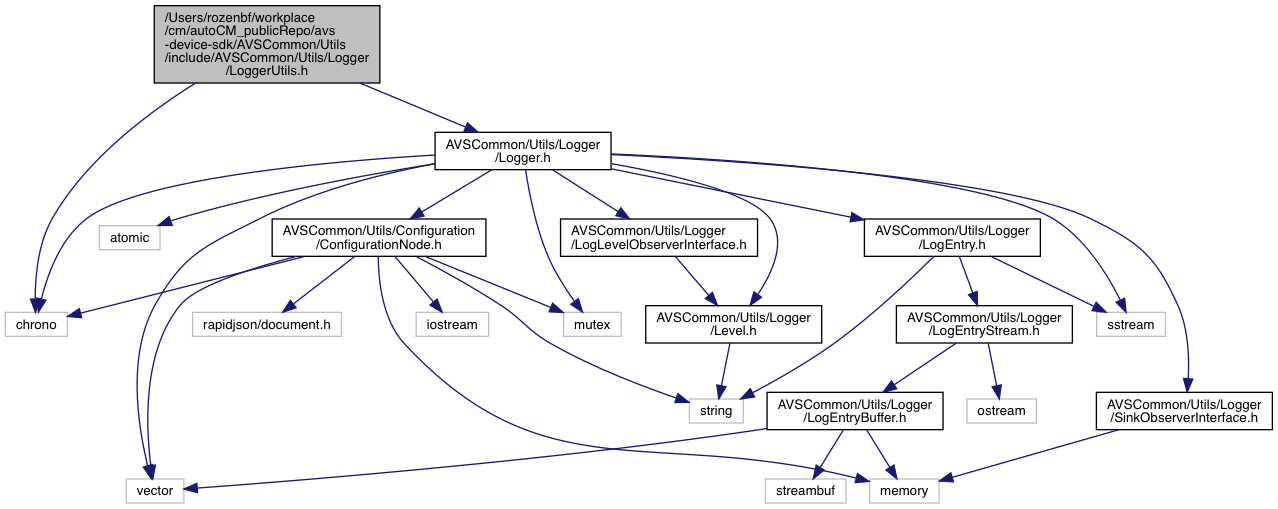 /Users/rozenbf/workplace
/cm/autoCM_publicRepo/avs
-device-sdk/AVSCommon/Utils
/include/AVSCommon/Utils/Logger
/LoggerUtils.h
AVSCommon/Utils/Logger
/Logger.h
atomic
AVSCommon/Utils/Configuration
/ConfigurationNode.h
AVSCommon/Utils/Logger
/LogLevelObserverInterface.h
AVSCommon/Utils/Logger
/LogEntry.h
chrono
rapidjson/document.h
iostream
mutex
AVSCommon/Utils/Logger
/Level.h
AVSCommon/Utils/Logger
/LogEntryStream.h
sstream
string
AVSCommon/Utils/Logger
/LogEntryBuffer.h
ostream
AVSCommon/Utils/Logger
/SinkObserverInterface.h
vector
streambuf
memory